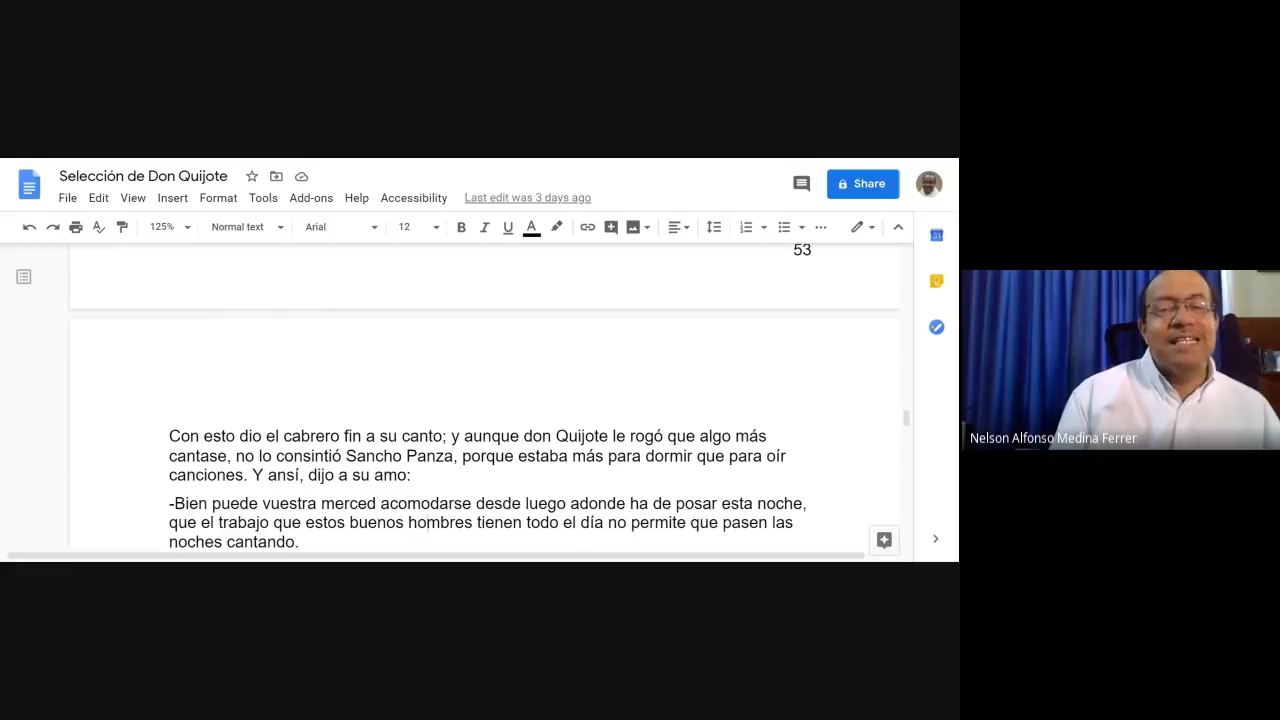 Selección de Don Quijote
File Edit View Insert Format Tools Add-ons Help Accessibility Last edit was 3 days ago
Share
125% Normal text Arial 12 B I U A
31
53
Con esto dio el cabrero fin a su canto; y aunque don Quijote le rogó que algo más
cantase, no lo consintió Sancho Panza, porque estaba más para dormir que para oír
canciones. Y ansí, dijo a su amo:
-Bien puede vuestra merced acomodarse desde luego adonde ha de posar esta noche,
que el trabajo que estos buenos hombres tienen todo el día no permite que pasen las
noches cantando.
Nelson Alfonso Medina Ferrer